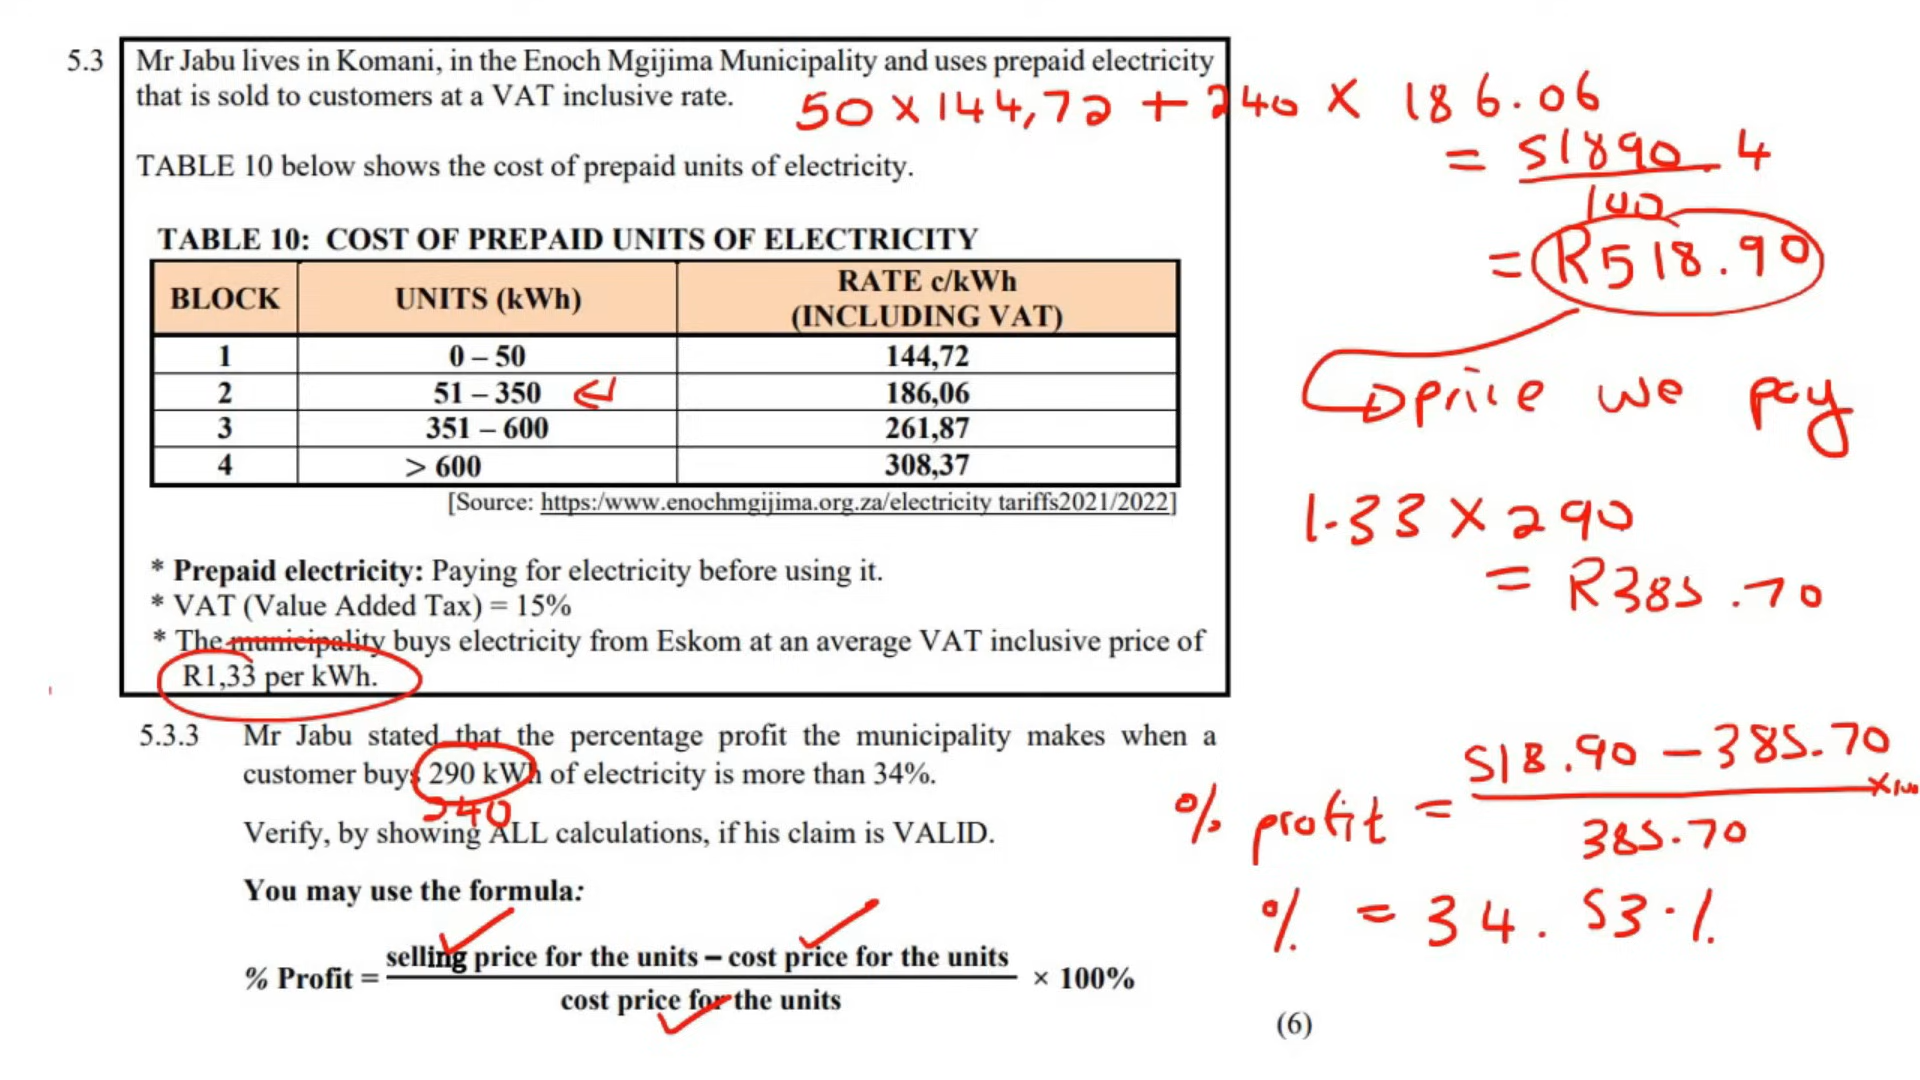 5.3 Mr Jabu lives in Komani, in the Enoch Mgijima Municipality and uses prepaid electricity
that is sold to customers at a VAT inclusive rate.
50 × 144,72 + 240 × 186.06
= 51890.4
100
= R518.90
price we pay
TABLE 10 below shows the cost of prepaid units of electricity.
TABLE 10: COST OF PREPAID UNITS OF ELECTRICITY
BLOCK UNITS (kWh) RATE c/kWh (INCLUDING VAT)
1 0 – 50 144,72
2 51 – 350 186,06
3 351 – 600 261,87
4 > 600 308,37
[Source: https:/www.enochmgijima.org.za/electricity tariffs2021/2022]
1.33 × 290
= R385.70
* Prepaid electricity: Paying for electricity before using it.
* VAT (Value Added Tax) = 15%
* The municipality buys electricity from Eskom at an average VAT inclusive price of
R1,33 per kWh.
5.3.3 Mr Jabu stated that the percentage profit the municipality makes when a
customer buys 290 kWh of electricity is more than 34%.
240
Verify, by showing ALL calculations, if his claim is VALID.
You may use the formula:
% Profit = selling price for the units – cost price for the units
cost price for the units
× 100%
(6)
% profit = 518.90 – 385.70
385.70
×100
% = 34.53%